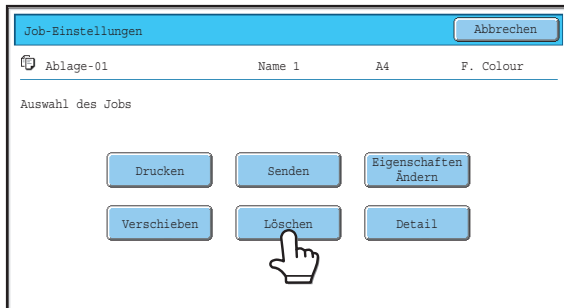 Job-Einstellungen Abbrechen
Ablage-01 Name 1 A4 F. Colour
Auswahl des Jobs
Drucken Senden Eigenschaften
Ändern
Verschieben Löschen Detail